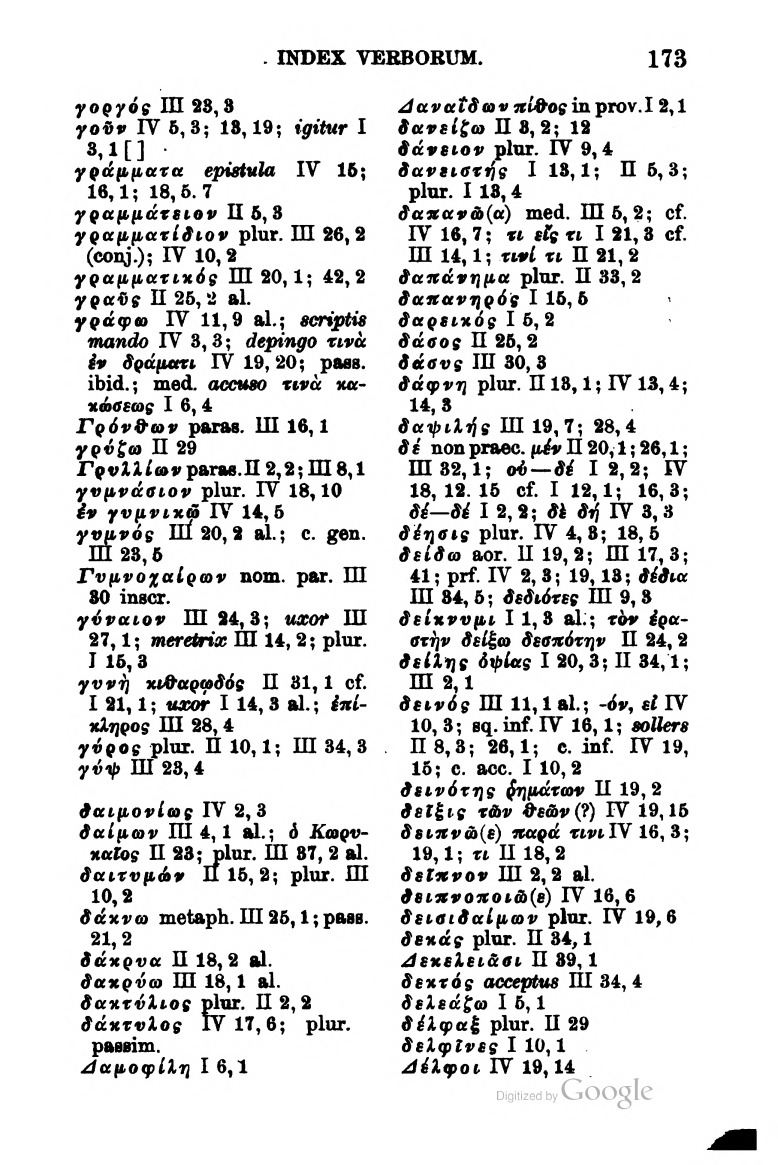 . INDEX VERBORUM. 173
γοργός III 23, 3
γοῦν IV 5, 3; 13, 19; igitur I
3, 1 [ ]
γράμματα epistula IV 15;
16, 1; 18, 5. 7
γραμμάτειον II 5, 3
γραμματίδιον plur. III 26, 2
(conj.); IV 10, 2
γραμματικός III 20, 1; 42, 2
γραῦς II 25, 2 al.
γράφω IV 11, 9 al.; scriptis
mando IV 3, 3; depingo τινὰ
ἐν δράματι IV 19, 20; pass.
ibid.; med. accuso τινὰ κα-
κώσεως I 6, 4
Γρόνθων paras. III 16, 1
γρύζω II 29
Γρυλλίων paras. II 2, 2; III 8, 1
γυμνάσιον plur. IV 18, 10
ἐν γυμνικῷ IV 14, 5
γυμνός III 20, 2 al.; c. gen.
III 23, 5
Γυμνοχαίρων nom. par. III
30 inscr.
γύναιον III 24, 3; uxor III
27, 1; meretrix III 14, 2; plur.
I 15, 3
γυνὴ κιθαρῳδός II 31, 1 cf.
I 21, 1; uxor I 14, 3 al.; ἐπί-
κληρος III 28, 4
γύρος plur. II 10, 1; III 34, 3
γύψ III 23, 4
δαιμονίως IV 2, 3
δαίμων III 4, 1 al.; ὁ Κωρυ-
καῖος II 23; plur. III 37, 2 al.
δαιτυμών II 15, 2; plur. III
10, 2
δάκνω metaph. III 25, 1; pass.
21, 2
δάκρυα II 18, 2 al.
δακρύω III 18, 1 al.
δακτύλιος plur. II 2, 2
δάκτυλος IV 17, 6; plur.
passim.
Δαμοφίλη I 6, 1
Δαναΐδων πίθος in prov. I 2, 1
δανείζω II 3, 2; 12
δάνειον plur. IV 9, 4
δανειστής I 13, 1; II 5, 3;
plur. I 13, 4
δαπανῶ(α) med. III 5, 2; cf.
IV 16, 7; τι εἴς τι I 21, 3 cf.
III 14, 1; τινί τι II 21, 2
δαπάνημα plur. II 33, 2
δαπανηρός I 15, 5
δαρεικός I 5, 2
δάσος II 25, 2
δάσυς III 30, 3
δάφνη plur. II 13, 1; IV 13, 4;
14, 3
δαψιλής III 19, 7; 28, 4
δέ non praec. μέν II 20, 1; 26, 1;
III 32, 1; οὐ—δέ I 2, 2; IV
18, 12. 15 cf. I 12, 1; 16, 3;
δέ—δέ I 2, 2; δὲ δή IV 3, 3
δέησις plur. IV 4, 3; 18, 5
δείδω aor. II 19, 2; III 17, 3;
41; prf. IV 2, 3; 19, 13; δέδια
III 34, 5; δεδιότες III 9, 3
δείκνυμι I 1, 3 al.; τὸν ἐρα-
στὴν δείξω δεσπότην II 24, 2
δείλης ὀψίας I 20, 3; II 34, 1;
III 2, 1
δεινός III 11, 1 al.; -όν, εἰ IV
10, 3; sq. inf. IV 16, 1; sollers
II 8, 3; 26, 1; c. inf. IV 19,
15; c. acc. I 10, 2
δεινότης ῥημάτων II 19, 2
δεῖξις τῶν θεῶν (?) IV 19, 15
δειπνῶ(ε) παρά τινι IV 16, 3;
19, 1; τι II 18, 2
δεῖπνον III 2, 2 al.
δειπνοποιῶ(ε) IV 16, 6
δεισιδαίμων plur. IV 19, 6
δεκάς plur. II 34, 1
Δεκελειᾶσι II 39, 1
δεκτός acceptus III 34, 4
δελεάζω I 5, 1
δέλφαξ plur. II 29
δελφῖνες I 10, 1
Δέλφοι IV 19, 14
Digitized by Google